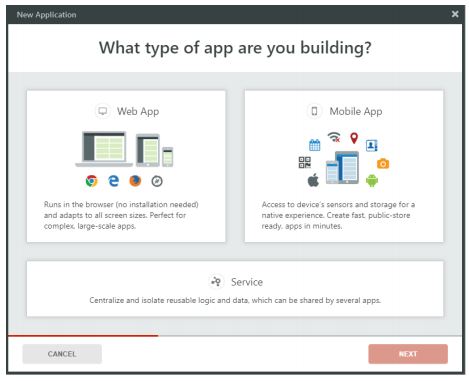 New Application
What type of app are you building?
Web App
Runs in the browser (no installation needed)
and adapts to all screen sizes. Perfect for
complex, large-scale apps.
Mobile App
Access to device's sensors and storage for a
native experience. Create fast, public-store
ready, apps in minutes.
Service
Centralize and isolate reusable logic and data, which can be shared by several apps.
CANCEL
NEXT